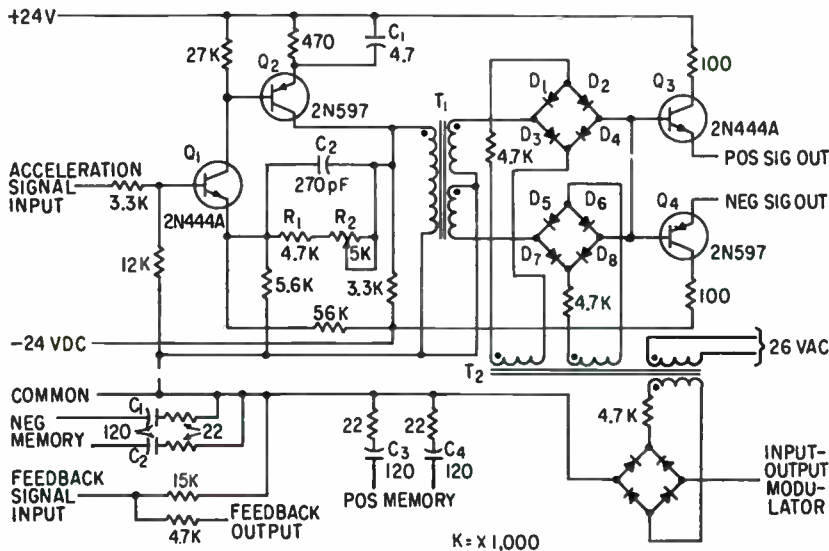 +24V
27K
Q2
470
C1
4.7
2N597
T1
D1
D2
D3
D4
4.7K
100
Q3
2N444A
POS SIG OUT
ACCELERATION
SIGNAL
INPUT
3.3K
Q1
2N444A
C2
270pF
R1
4.7K
R2
5K
D5
D6
D7
D8
Q4
NEG SIG OUT
2N597
12K
5.6K
3.3K
56K
4.7K
100
-24 VDC
T2
26 VAC
COMMON
NEG
MEMORY
C1
120
C2
22
22
C3
120
22
C4
120
POS MEMORY
4.7K
INPUT-
OUTPUT
MODU-
LATOR
FEEDBACK
SIGNAL
INPUT
15K
4.7K
FEEDBACK
OUTPUT
K = X 1,000